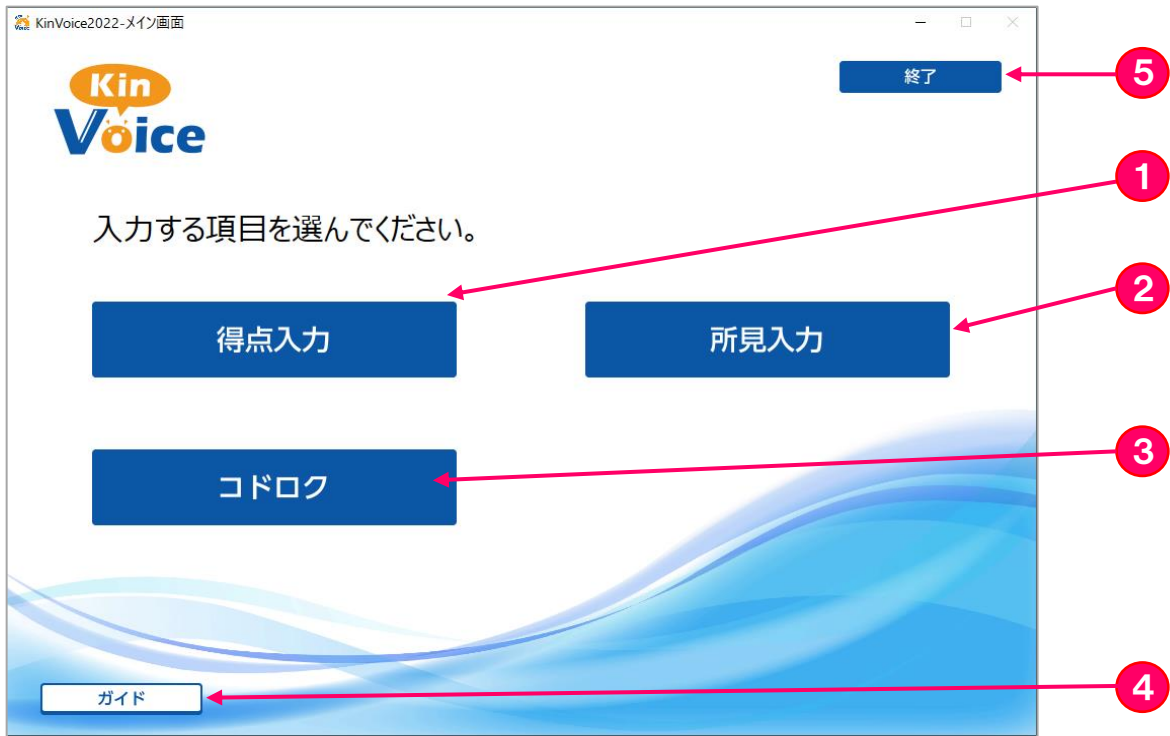 KinVoice2022-メイン画面
Kin
Voice
終了
5
1
入力する項目を選んでください。
2
得点入力
所見入力
3
コドロク
4
ガイド